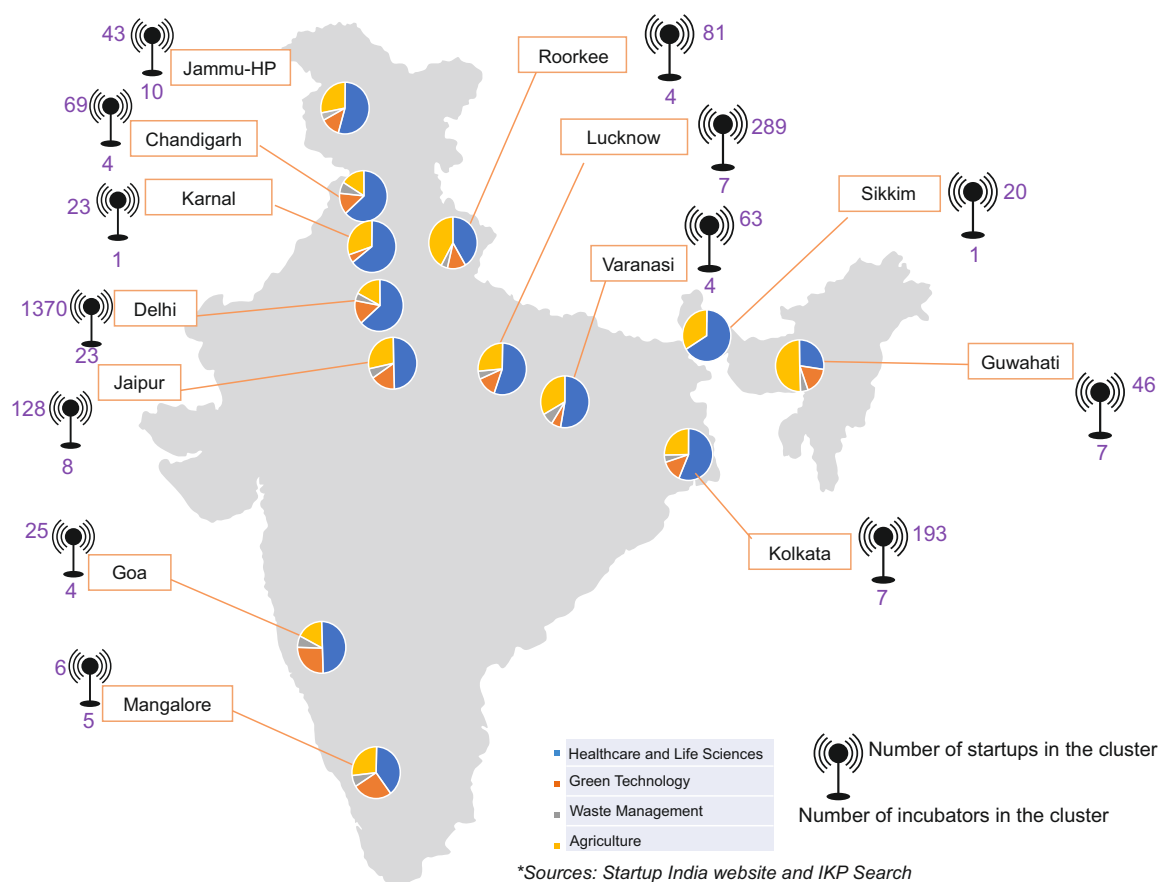 43
Jammu-HP
10
69
Chandigarh
4
23
Karnal
1
1370
Delhi
23
Jaipur
128
8
25
Goa
4
6
Mangalore
5
Roorkee
81
4
Lucknow
289
7
Varanasi
63
4
Sikkim
20
1
Guwahati
46
7
Kolkata
193
7
Healthcare and Life Sciences
Green Technology
Waste Management
Agriculture
Number of startups in the cluster
Number of incubators in the cluster
*Sources: Startup India website and IKP Search